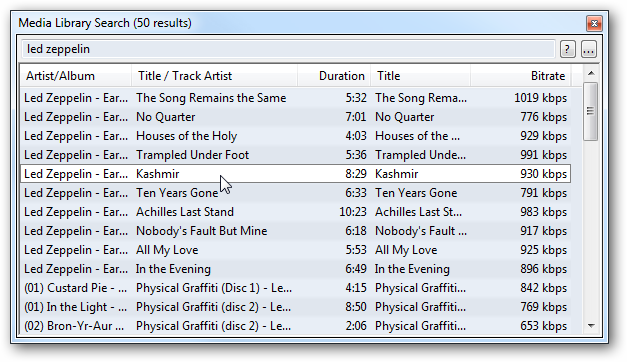 Media Library Search (50 results)
led zeppelin ? ...
Artist/Album Title / Track Artist Duration Title Bitrate
Led Zeppelin - Ear... The Song Remains the Same 5:32 The Song Rema... 1019 kbps
Led Zeppelin - Ear... No Quarter 7:01 No Quarter 776 kbps
Led Zeppelin - Ear... Houses of the Holy 4:03 Houses of the ... 929 kbps
Led Zeppelin - Ear... Trampled Under Foot 5:36 Trampled Unde... 991 kbps
Led Zeppelin - Ear... Kashmir 8:29 Kashmir 930 kbps
Led Zeppelin - Ear... Ten Years Gone 6:33 Ten Years Gone 791 kbps
Led Zeppelin - Ear... Achilles Last Stand 10:23 Achilles Last St... 983 kbps
Led Zeppelin - Ear... Nobody's Fault But Mine 6:18 Nobody's Fault ... 917 kbps
Led Zeppelin - Ear... All My Love 5:53 All My Love 925 kbps
Led Zeppelin - Ear... In the Evening 6:49 In the Evening 896 kbps
(01) Custard Pie - ... Physical Graffiti (Disc 1) - Le... 4:15 Physical Graffiti... 842 kbps
(01) In the Light - ... Physical Graffiti (disc 2) - Le... 8:50 Physical Graffiti... 769 kbps
(02) Bron-Yr-Aur ... Physical Graffiti (disc 2) - Le... 2:06 Physical Graffiti... 653 kbps